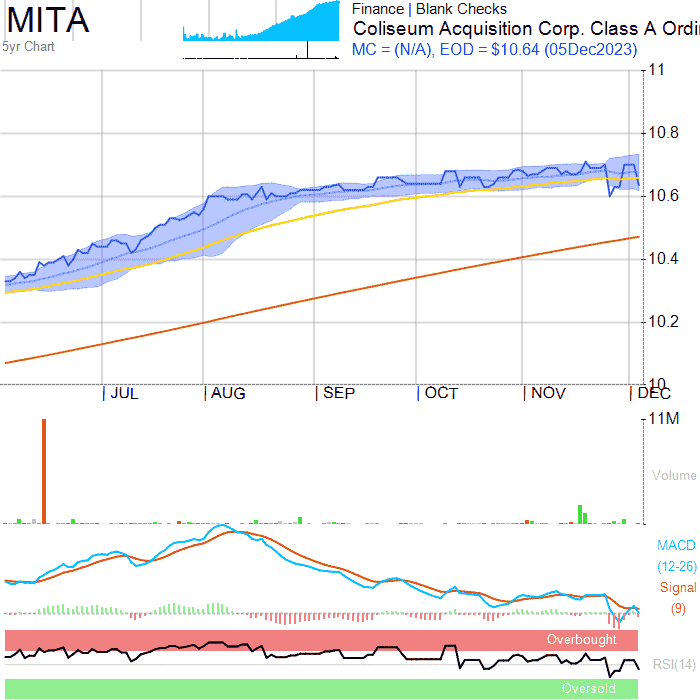 MITA
5yr Chart
Finance | Blank Checks
Coliseum Acquisition Corp. Class A Ordi
MC = (N/A), EOD = $10.64 (05Dec2023)
11
10.8
10.6
10.4
10.2
10
JUL AUG SEP OCT NOV DEC
11M
Volume
MACD
(12-26)
Signal
(9)
Overbought
RSI(14)
Oversold